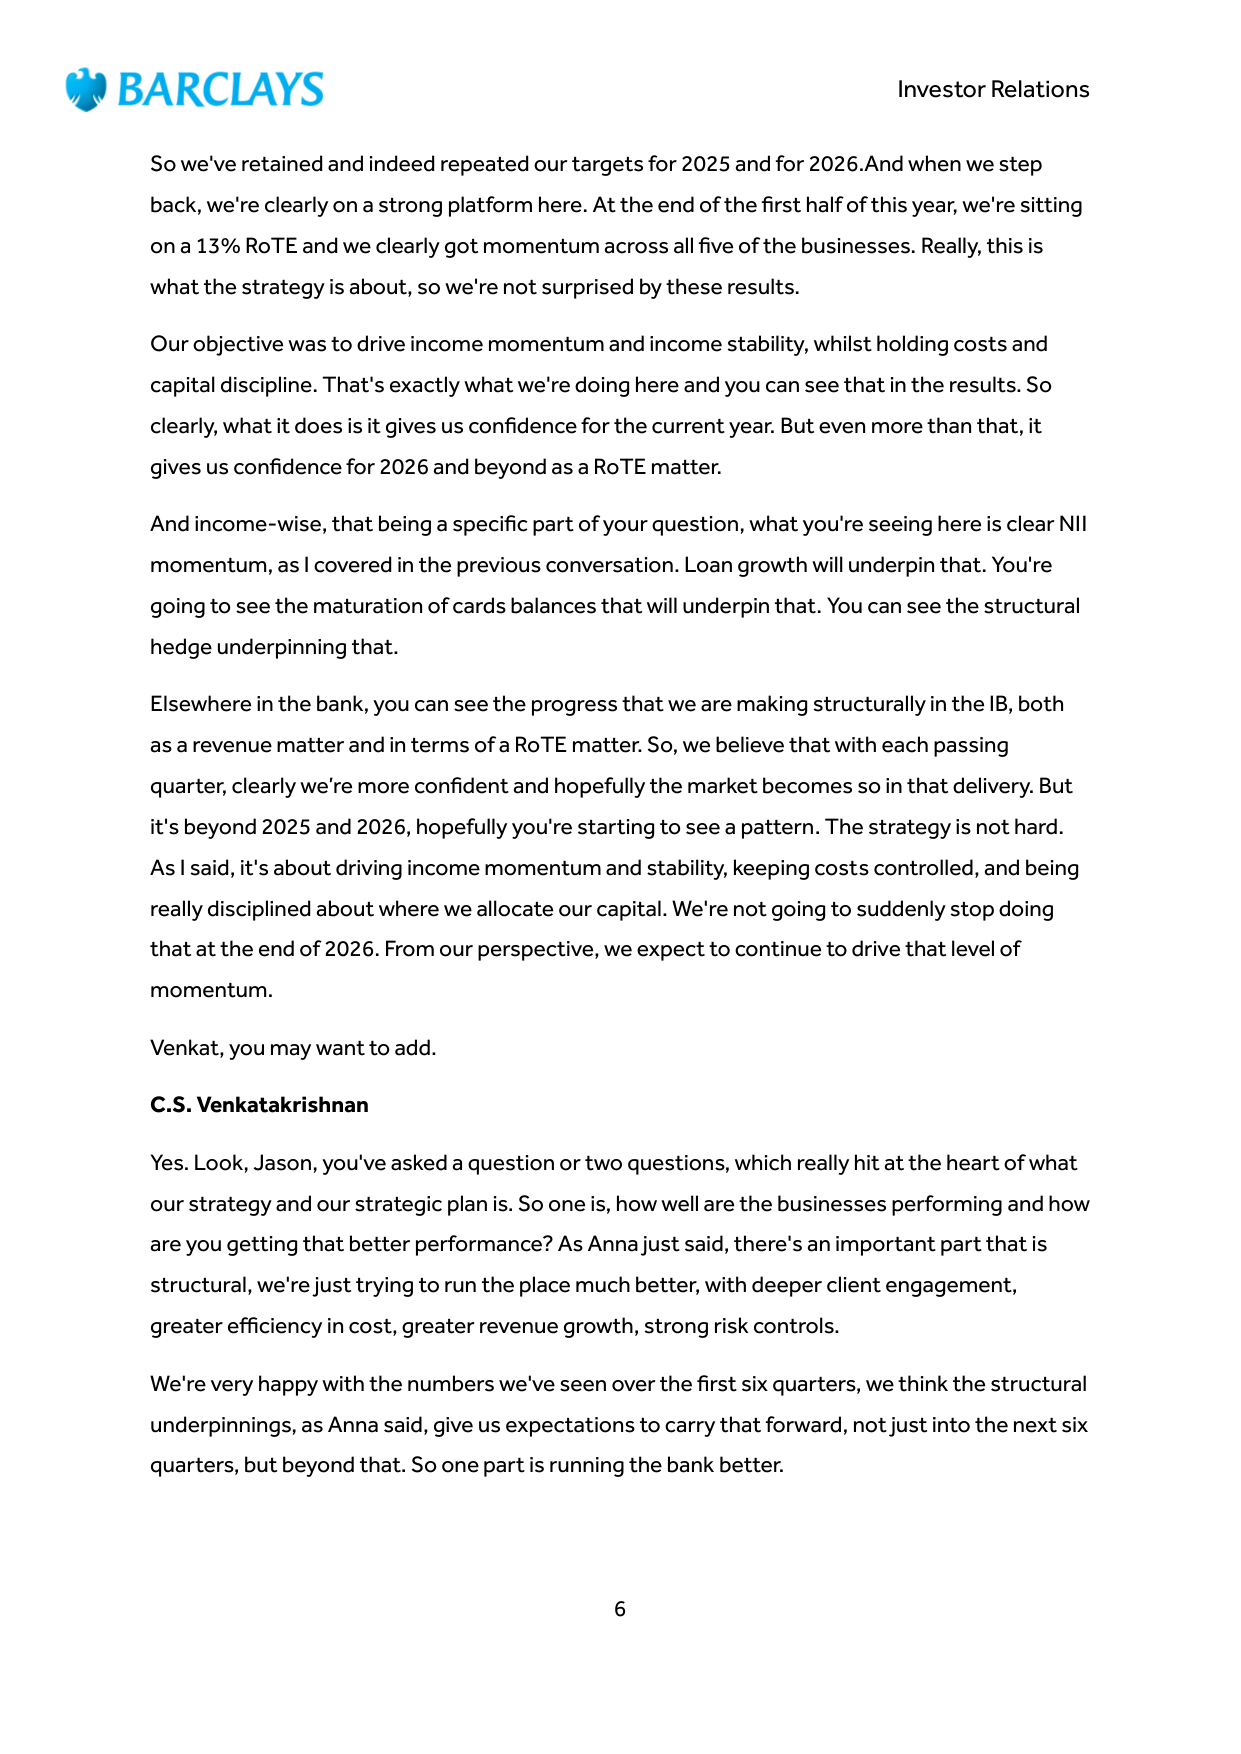 BARCLAYS
Investor Relations
So we've retained and indeed repeated our targets for 2025 and for 2026.And when we step
back, we're clearly on a strong platform here. At the end of the first half of this year, we're sitting
on a 13% RoTE and we clearly got momentum across all five of the businesses. Really, this is
what the strategy is about, so we're not surprised by these results.
Our objective was to drive income momentum and income stability, whilst holding costs and
capital discipline. That's exactly what we're doing here and you can see that in the results. So
clearly, what it does is it gives us confidence for the current year. But even more than that, it
gives us confidence for 2026 and beyond as a RoTE matter.
And income-wise, that being a specific part of your question, what you're seeing here is clear NII
momentum, as I covered in the previous conversation. Loan growth will underpin that. You're
going to see the maturation of cards balances that will underpin that. You can see the structural
hedge underpinning that.
Elsewhere in the bank, you can see the progress that we are making structurally in the IB, both
as a revenue matter and in terms of a RoTE matter. So, we believe that with each passing
quarter, clearly we're more confident and hopefully the market becomes so in that delivery. But
it's beyond 2025 and 2026, hopefully you're starting to see a pattern. The strategy is not hard.
As I said, it's about driving income momentum and stability, keeping costs controlled, and being
really disciplined about where we allocate our capital. We're not going to suddenly stop doing
that at the end of 2026. From our perspective, we expect to continue to drive that level of
momentum.
Venkat, you may want to add.
C.S. Venkatakrishnan
Yes. Look, Jason, you've asked a question or two questions, which really hit at the heart of what
our strategy and our strategic plan is. So one is, how well are the businesses performing and how
are you getting that better performance? As Anna just said, there's an important part that is
structural, we're just trying to run the place much better, with deeper client engagement,
greater efficiency in cost, greater revenue growth, strong risk controls.
We're very happy with the numbers we've seen over the first six quarters, we think the structural
underpinnings, as Anna said, give us expectations to carry that forward, not just into the next six
quarters, but beyond that. So one part is running the bank better.
6